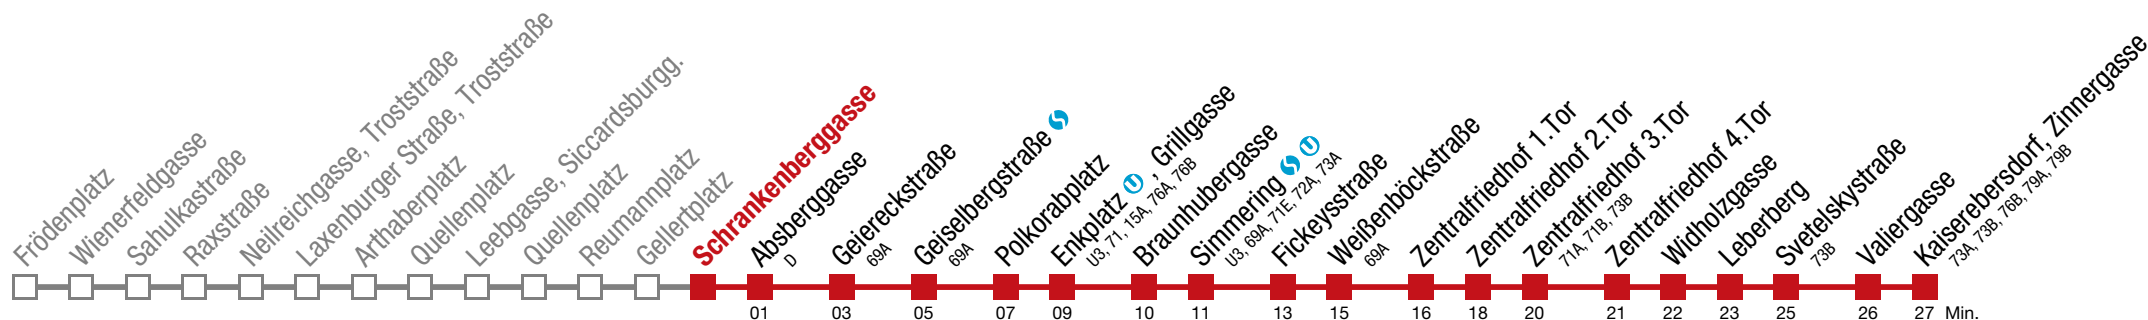 Frödenplatz
Wienerfeldgasse
Sahulkastraße
Raxstraße
Neilreichgasse, Troststraße
Laxenburger Straße, Troststraße
Arthaberplatz
Quellenplatz
Leebgasse, Siccardsburgg.
Quellenplatz
Reumannplatz
Gellertplatz
Schrankenberggasse
Absberggasse
D
Geiereckstraße
69A
Geiselbergstraße S
69A
Polkorabplatz
Enkplatz U, Grillgasse
U3, 71, 15A, 76A, 76B
Braunhubergasse
Simmering S U
U3, 69A, 71E, 72A, 73A
Fickeysstraße
Weißenböckstraße
69A
Zentralfriedhof 1.Tor
Zentralfriedhof 2.Tor
Zentralfriedhof 3.Tor
71A, 71B, 73B
Zentralfriedhof 4.Tor
Widholzgasse
Leberberg
Svetelskystraße
73B
Valiergasse
Kaiserebersdorf, Zinnergasse
73A, 73B, 76B, 79A, 79B
01 03 05 07 09 10 11 13 15 16 18 20 21 22 23 25 26 27 Min.